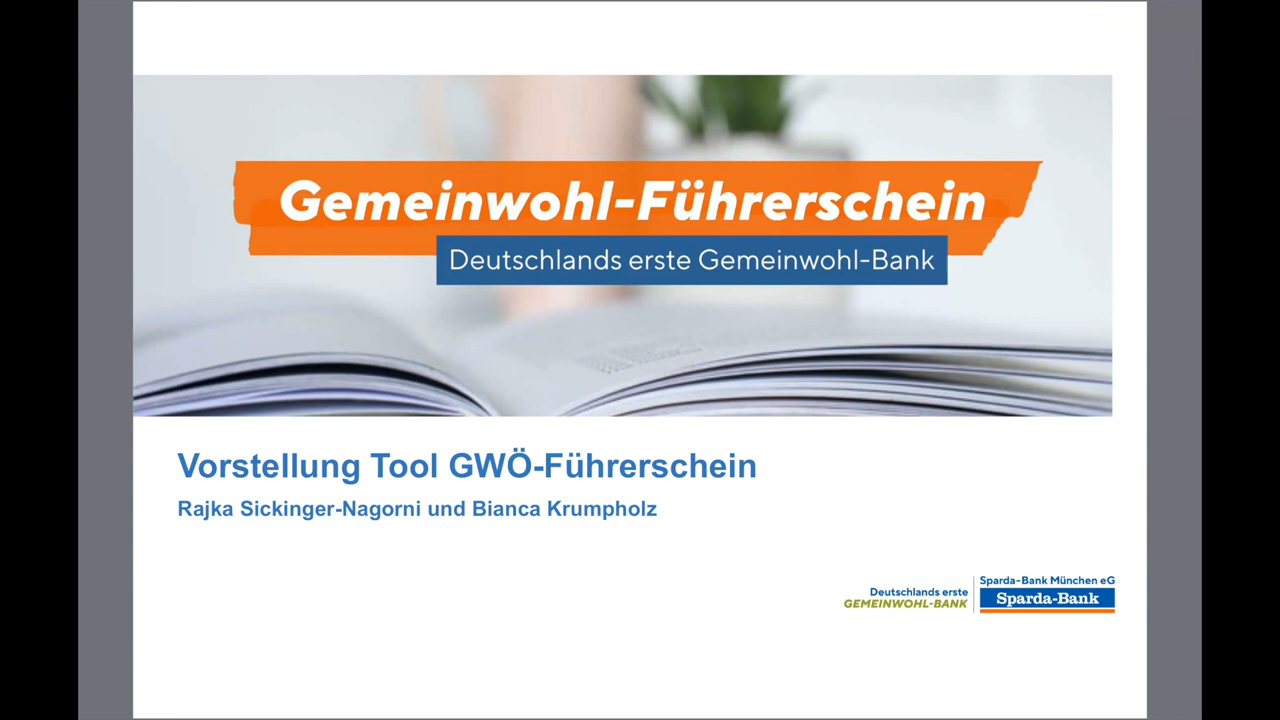 Gemeinwohl-Führerschein
Deutschlands erste Gemeinwohl-Bank
Vorstellung Tool GWÖ-Führerschein
Rajka Sickinger-Nagorni und Bianca Krumpholz
Deutschlands erste
GEMEINWOHL-BANK
Sparda-Bank München eG
Sparda-Bank